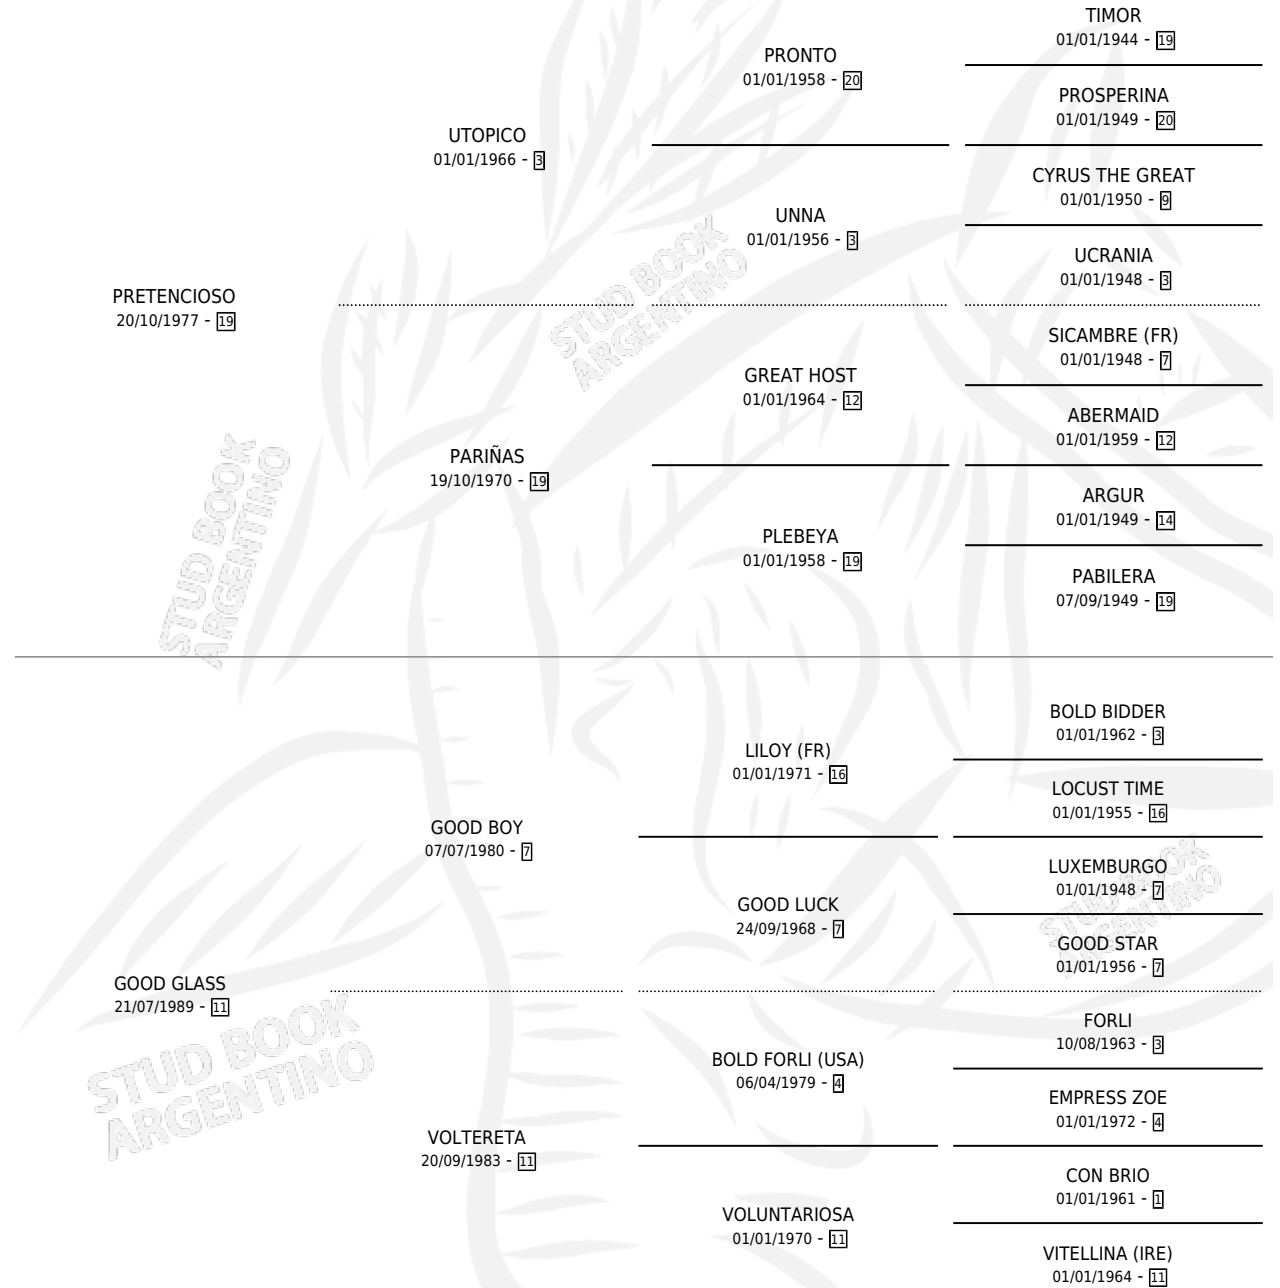 TIMOR
01/01/1944 - 19
PRONTO
01/01/1958 - 20
PROSPERINA
01/01/1949 - 20
UTOPICO
01/01/1966 - 3
CYRUS THE GREAT
01/01/1950 - 9
UNNA
01/01/1956 - 3
UCRANIA
01/01/1948 - 3
PRETENCIOSO
20/10/1977 - 19
SICAMBRE (FR)
01/01/1948 - 7
GREAT HOST
01/01/1964 - 12
ABERMAID
01/01/1959 - 12
PARIÑAS
19/10/1970 - 19
ARGUR
01/01/1949 - 14
PLEBEYA
01/01/1958 - 19
PABILERA
07/09/1949 - 19
BOLD BIDDER
01/01/1962 - 3
LILOY (FR)
01/01/1971 - 16
LOCUST TIME
01/01/1955 - 16
GOOD BOY
07/07/1980 - 7
LUXEMBURGO
01/01/1948 - 7
GOOD LUCK
24/09/1968 - 7
GOOD STAR
01/01/1956 - 7
GOOD GLASS
21/07/1989 - 11
FORLI
10/08/1963 - 3
BOLD FORLI (USA)
06/04/1979 - 4
EMPRESS ZOE
01/01/1972 - 4
VOLTERETA
20/09/1983 - 11
CON BRIO
01/01/1961 - 1
VOLUNTARIOSA
01/01/1970 - 11
VITELLINA (IRE)
01/01/1964 - 11
STUD BOOK
ARGENTINO
STUD BOOK
ARGENTINO
STUD BOOK
ARGENTINO
STUD BOOK
ARGENTINO